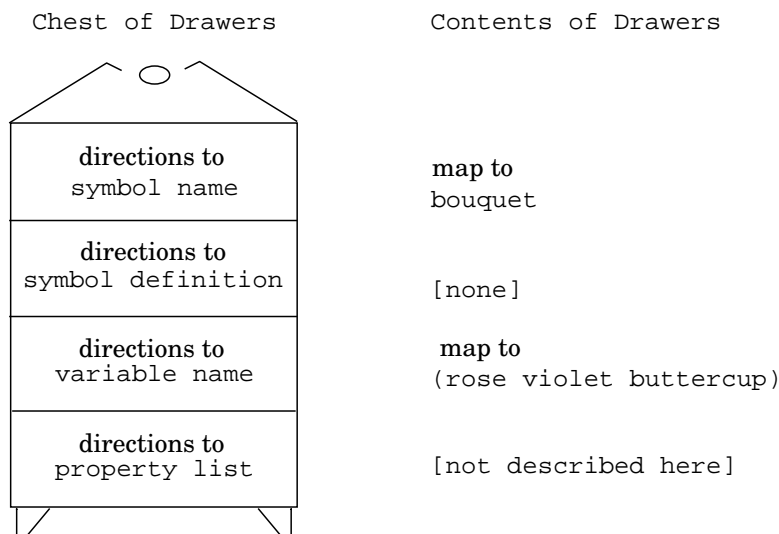 Chest of Drawers
Contents of Drawers
directions to
symbol name
map to
bouquet
directions to
symbol definition
[none]
directions to
variable name
map to
(rose violet buttercup)
directions to
property list
[not described here]